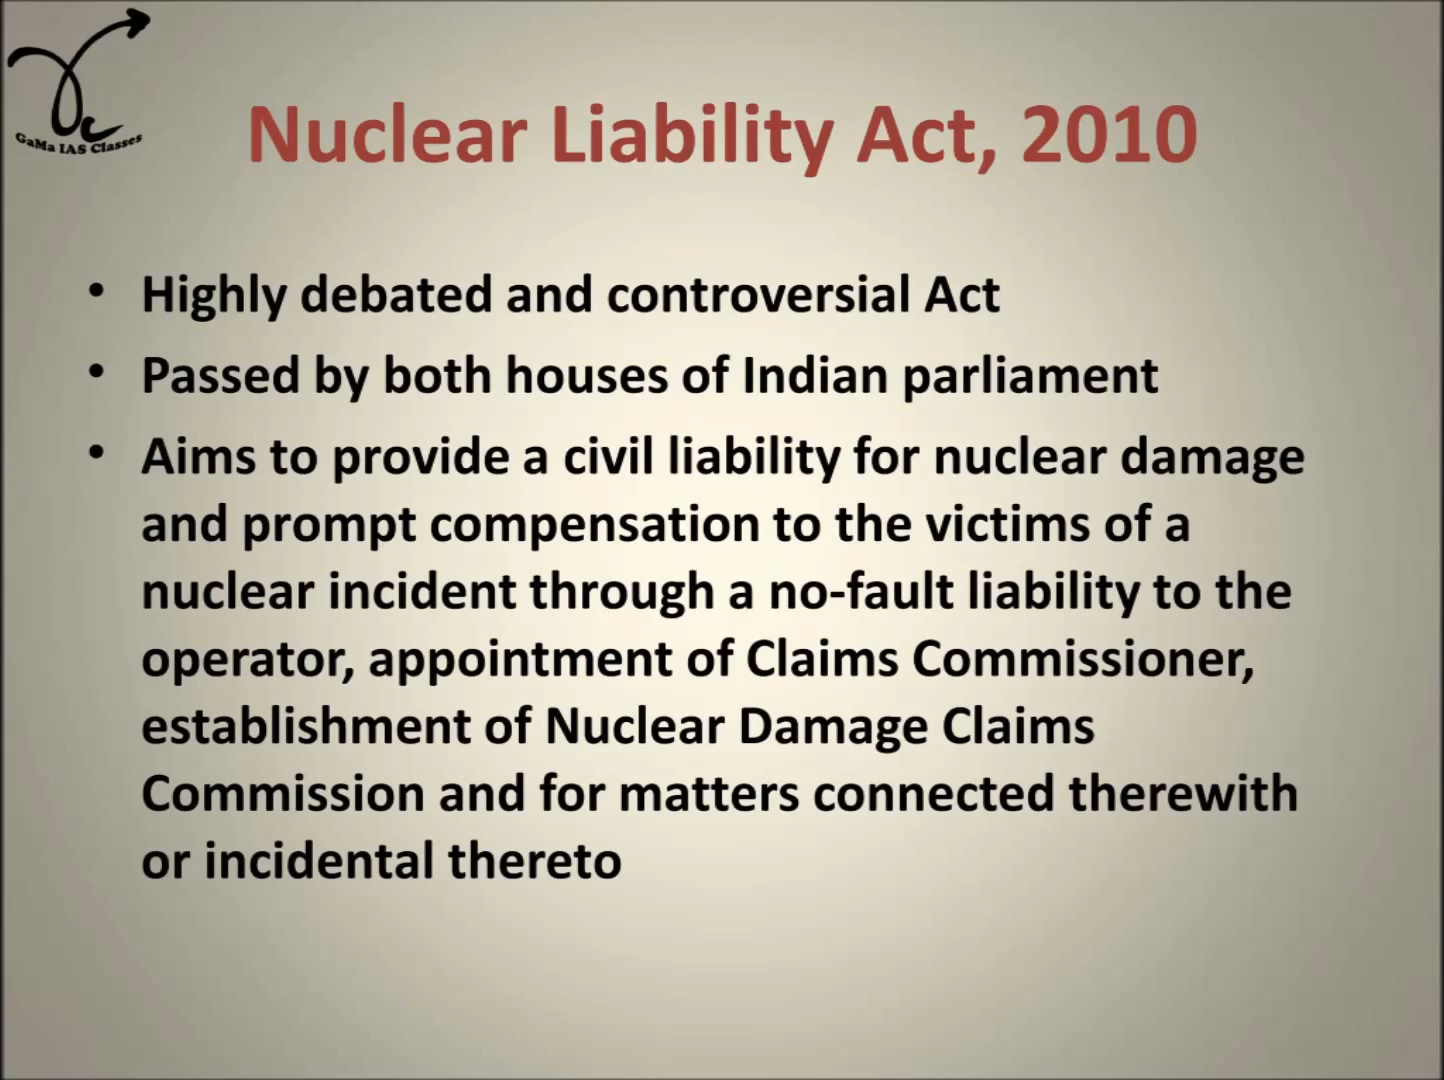 GaMa IAS Classes
Nuclear Liability Act, 2010
• Highly debated and controversial Act
• Passed by both houses of Indian parliament
• Aims to provide a civil liability for nuclear damage
and prompt compensation to the victims of a
nuclear incident through a no-fault liability to the
operator, appointment of Claims Commissioner,
establishment of Nuclear Damage Claims
Commission and for matters connected therewith
or incidental thereto